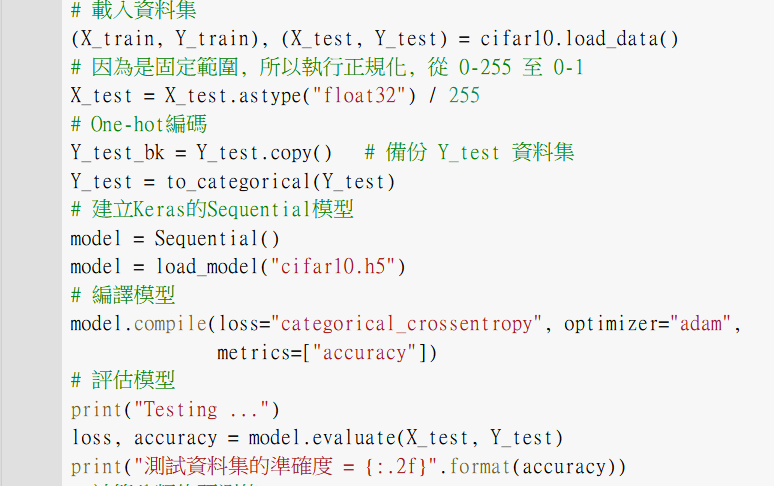 # 載入資料集
(X_train, Y_train), (X_test, Y_test) = cifar10.load_data()
# 因為是固定範圍, 所以執行正規化, 從 0-255 至 0-1
X_test = X_test.astype("float32") / 255
# One-hot編碼
Y_test_bk = Y_test.copy()   # 備份 Y_test 資料集
Y_test = to_categorical(Y_test)
# 建立Keras的Sequential模型
model = Sequential()
model = load_model("cifar10.h5")
# 編譯模型
model.compile(loss="categorical_crossentropy", optimizer="adam",
              metrics=["accuracy"])
# 評估模型
print("Testing ...")
loss, accuracy = model.evaluate(X_test, Y_test)
print("測試資料集的準確度 = {:.2f}".format(accuracy))